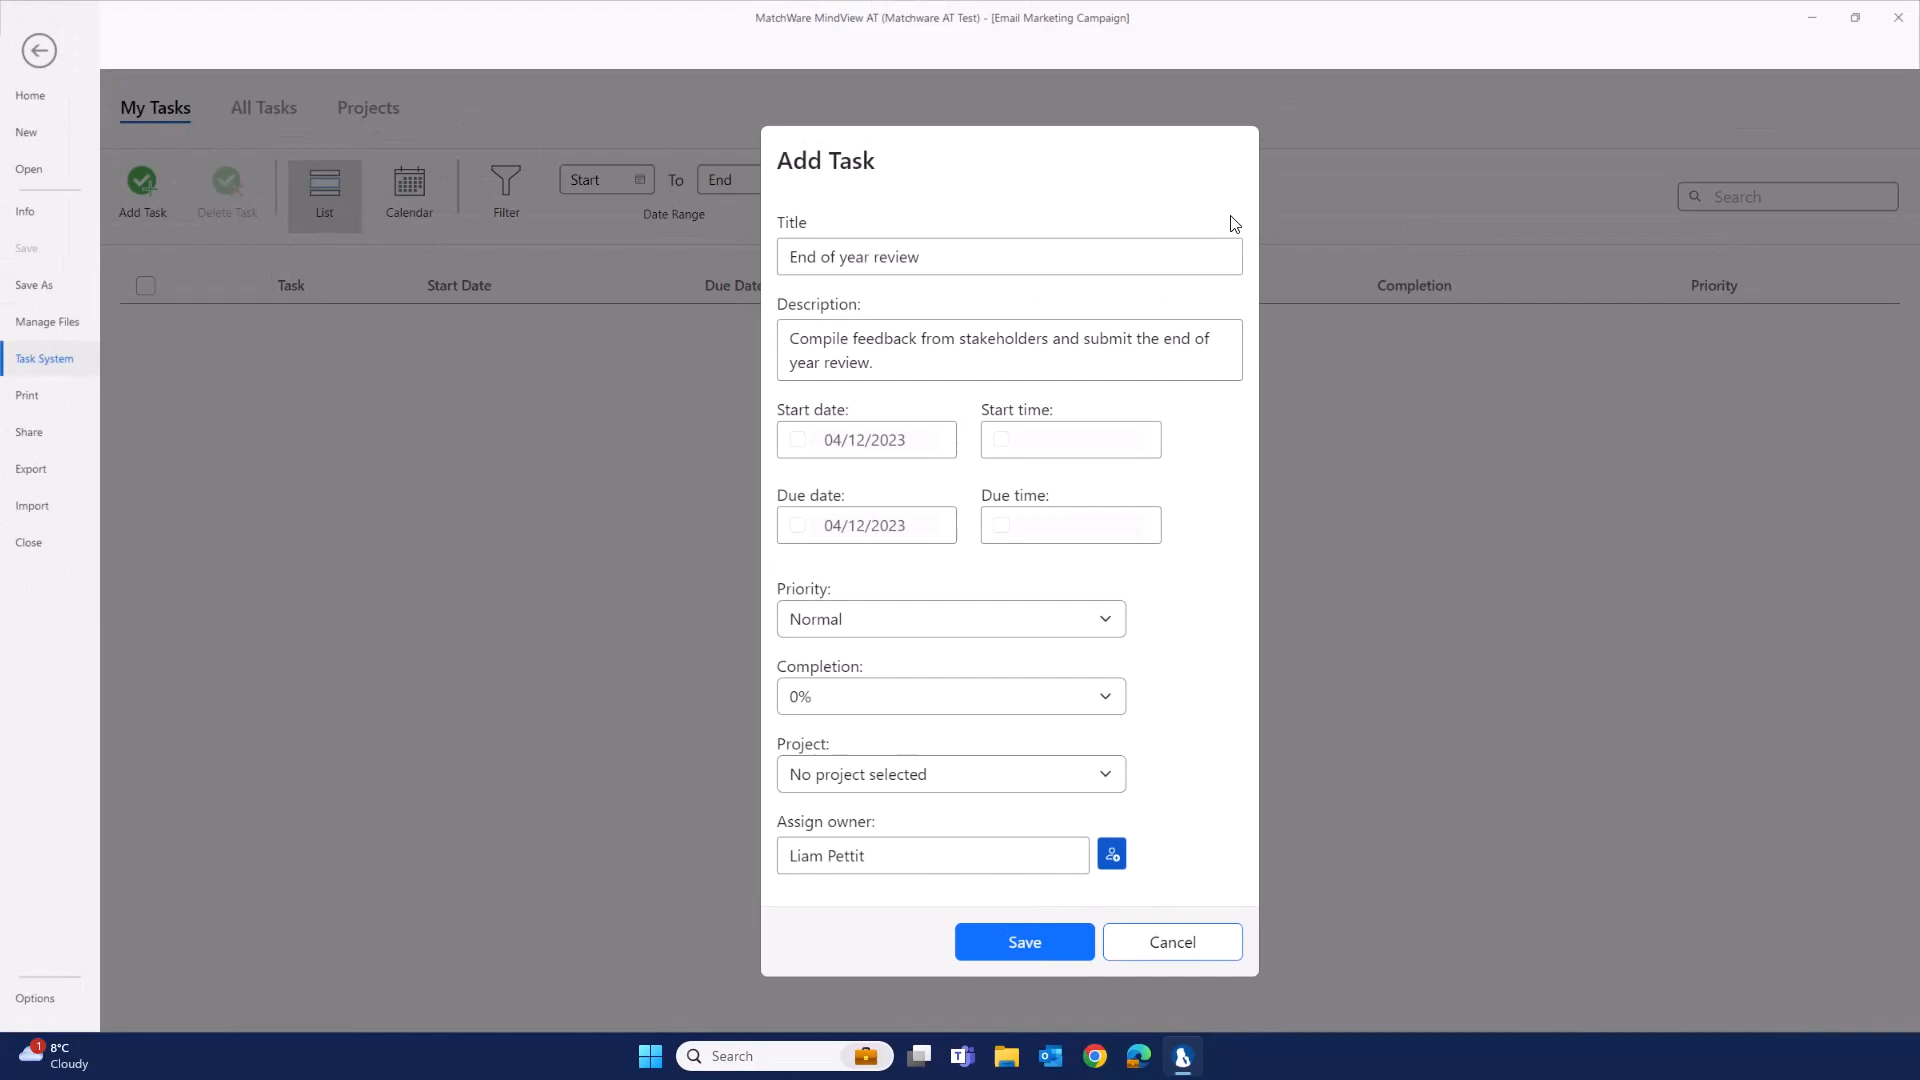 MatchWare MindView AT (Matchware AT Test) - [Email Marketing Campaign]
Home
New
Open
Info
Save
Save As
Manage Files
Task System
Print
Share
Export
Import
Close
Options
My Tasks
All Tasks
Projects
Add Task
Delete Task
List
Calendar
Filter
Start
To
End
Date Range
Search
Task
Start Date
Due Date
Completion
Priority
Add Task
Title
End of year review
Description:
Compile feedback from stakeholders and submit the end of
year review.
Start date:
Start time:
04/12/2023
Due date:
Due time:
04/12/2023
Priority:
Normal
Completion:
0%
Project:
No project selected
Assign owner:
Liam Pettit
Save
Cancel
1
8°C
Cloudy
Search